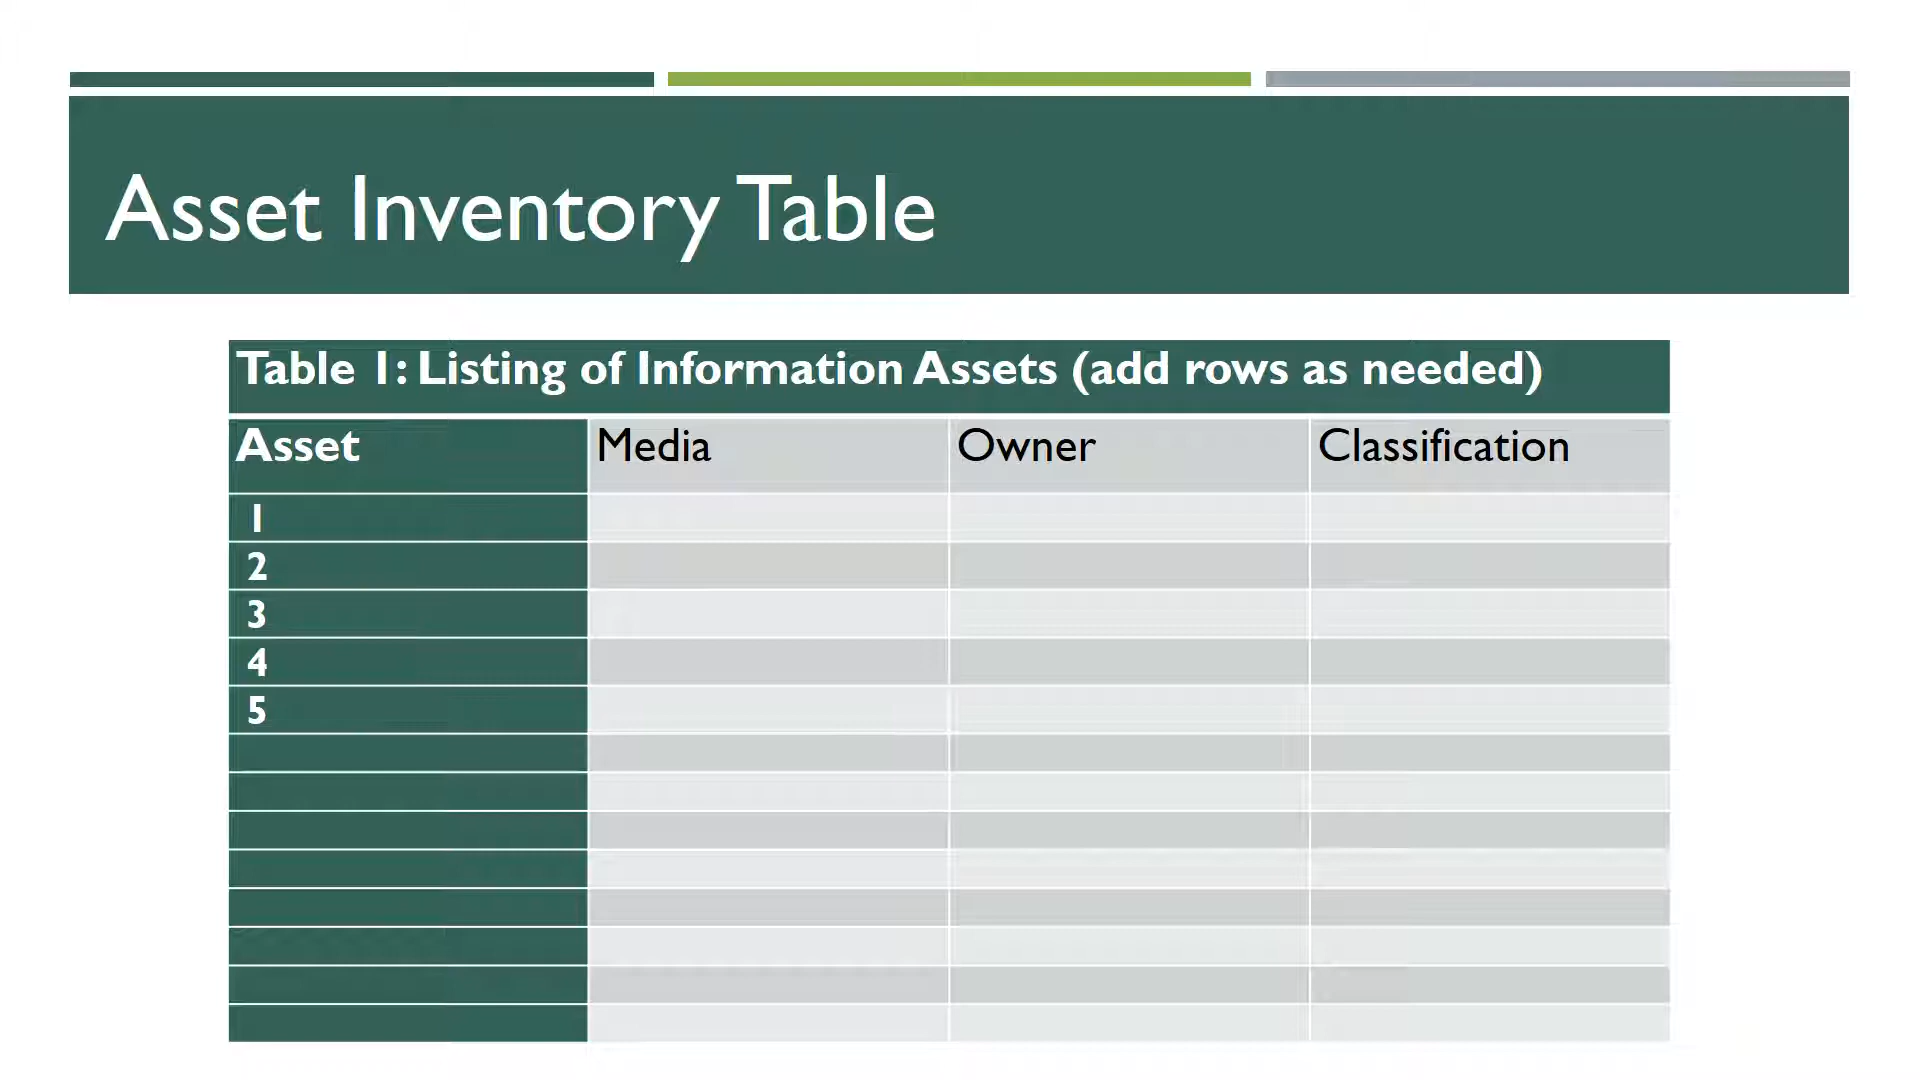 Asset Inventory Table
Table 1: Listing of Information Assets (add rows as needed)
Asset Media Owner Classification
1
2
3
4
5